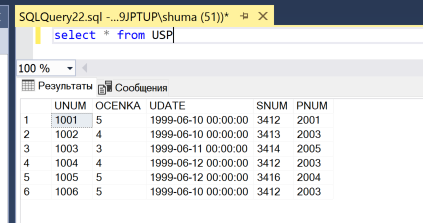 SQLQuery22.sql -...9JPTUP\shuma (51))*
select * from USP
100 %
Результаты Сообщения
UNUM OCENKA UDATE SNUM PNUM
1 1001 5 1999-06-10 00:00:00 3412 2001
2 1002 4 1999-06-10 00:00:00 3413 2003
3 1003 3 1999-06-11 00:00:00 3414 2005
4 1004 4 1999-06-12 00:00:00 3412 2003
5 1005 5 1999-06-12 00:00:00 3416 2004
6 1006 5 1999-06-10 00:00:00 3412 2003